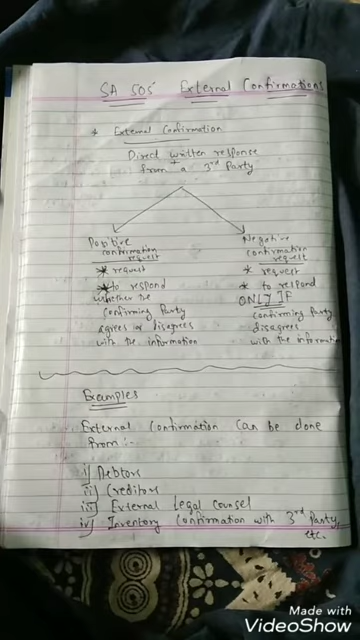 SA 505 External Confirmations
* External Confirmation
Direct written response
from a 3rd Party
Positive
confirmation
request
* request
* to respond
whether the
confirming Party
agrees or disagrees
with the information
Negative
confirmation
request
* request
* to respond
ONLY IF
confirming Party
disagrees
with the information
Examples
External Confirmation can be done
from:-
i) Debtors
ii) Creditors
iii) External legal counsel
iv) Inventory confirmation with 3rd Party,
etc.
Made with
VideoShow